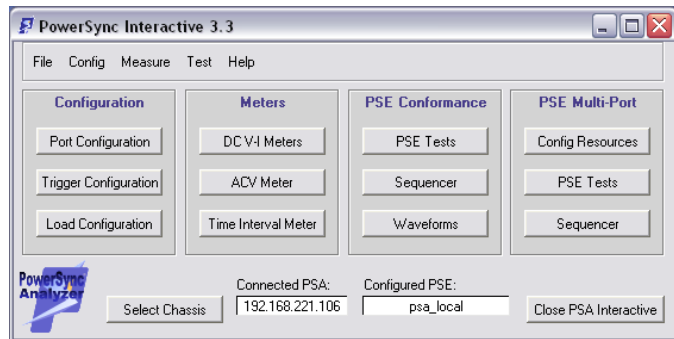 PowerSync Interactive 3.3
File Config Measure Test Help
Configuration Meters PSE Conformance PSE Multi-Port
Port Configuration DC V-I Meters PSE Tests Config Resources
Trigger Configuration ACV Meter Sequencer PSE Tests
Load Configuration Time Interval Meter Waveforms Sequencer
PowerSync
Analyzer
Connected PSA: Configured PSE:
Select Chassis 192.168.221.106 psa_local Close PSA Interactive